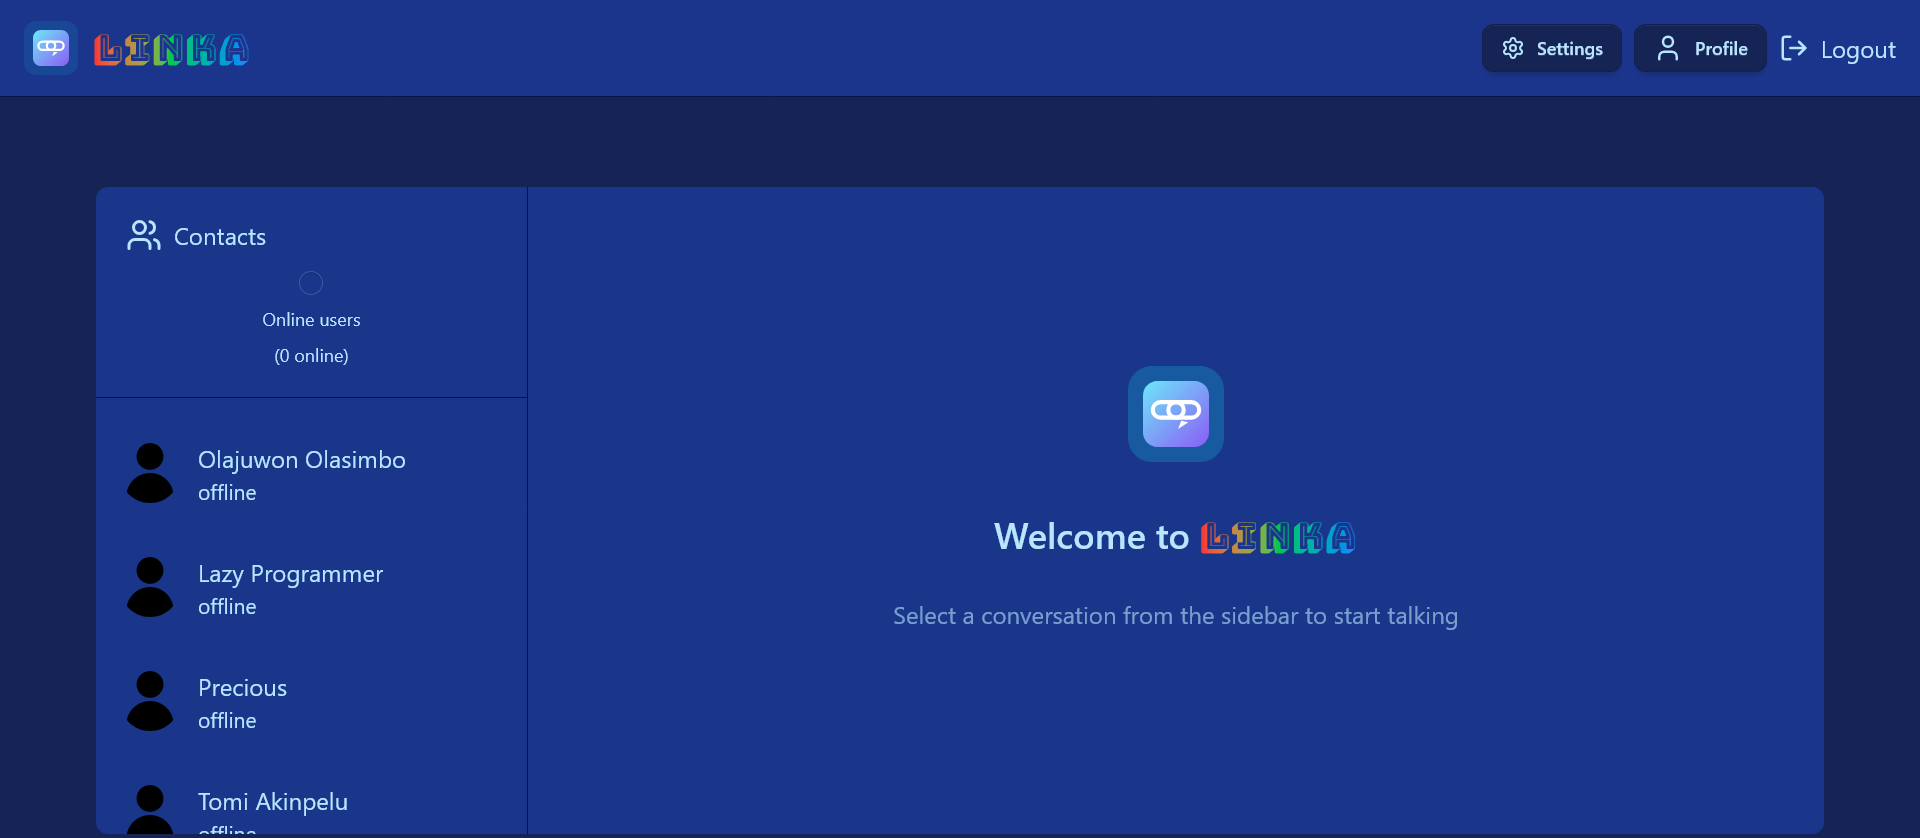 LINKA
Settings
Profile
Logout
Contacts
Online users
(0 online)
Olajuwon Olasimbo
offline
Lazy Programmer
offline
Precious
offline
Tomi Akinpelu
offline
Welcome to LINKA
Select a conversation from the sidebar to start talking